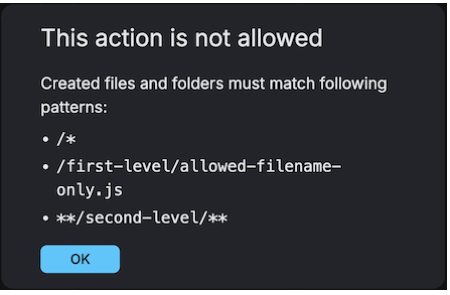 This action is not allowed
Created files and folders must match following
patterns:
• /*
• /first-level/allowed-filename-
only.js
• **/second-level/**
OK